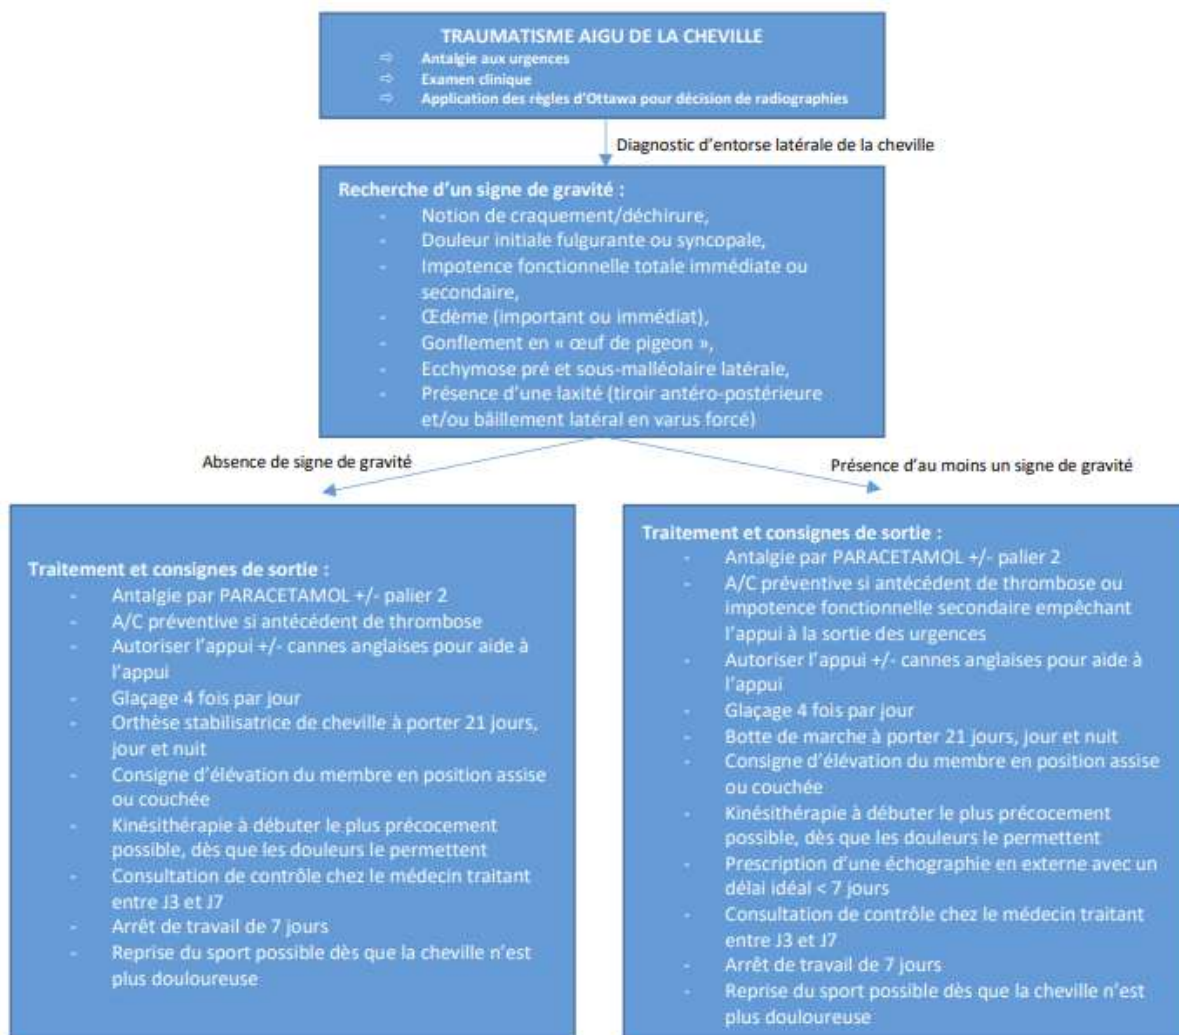 TRAUMATISME AIGU DE LA CHEVILLE
⇨ Antalgie aux urgences
⇨ Examen clinique
⇨ Application des règles d'Ottawa pour décision de radiographies
Diagnostic d'entorse latérale de la cheville
Recherche d'un signe de gravité :
- Notion de craquement/déchirure,
- Douleur initiale fulgurante ou syncopale,
- Impotence fonctionnelle totale immédiate ou
secondaire,
- Œdème (important ou immédiat),
- Gonflement en « œuf de pigeon »,
- Ecchymose pré et sous-malléolaire latérale,
- Présence d'une laxité (tiroir antéro-postérieure
et/ou bâillement latéral en varus forcé)
Absence de signe de gravité
Présence d'au moins un signe de gravité
Traitement et consignes de sortie :
- Antalgie par PARACETAMOL +/- palier 2
- A/C préventive si antécédent de thrombose
- Autoriser l'appui +/- cannes anglaises pour aide à
l'appui
- Glaçage 4 fois par jour
- Orthèse stabilisatrice de cheville à porter 21 jours,
jour et nuit
- Consigne d'élévation du membre en position assise
ou couchée
- Kinésithérapie à débuter le plus précocement
possible, dès que les douleurs le permettent
- Consultation de contrôle chez le médecin traitant
entre J3 et J7
- Arrêt de travail de 7 jours
- Reprise du sport possible dès que la cheville n'est
plus douloureuse
Traitement et consignes de sortie :
- Antalgie par PARACETAMOL +/- palier 2
- A/C préventive si antécédent de thrombose ou
impotence fonctionnelle secondaire empêchant
l'appui à la sortie des urgences
- Autoriser l'appui +/- cannes anglaises pour aide à
l'appui
- Glaçage 4 fois par jour
- Botte de marche à porter 21 jours, jour et nuit
- Consigne d'élévation du membre en position assise
ou couchée
- Kinésithérapie à débuter le plus précocement
possible, dès que les douleurs le permettent
- Prescription d'une échographie en externe avec un
délai idéal < 7 jours
- Consultation de contrôle chez le médecin traitant
entre J3 et J7
- Arrêt de travail de 7 jours
- Reprise du sport possible dès que la cheville n'est
plus douloureuse